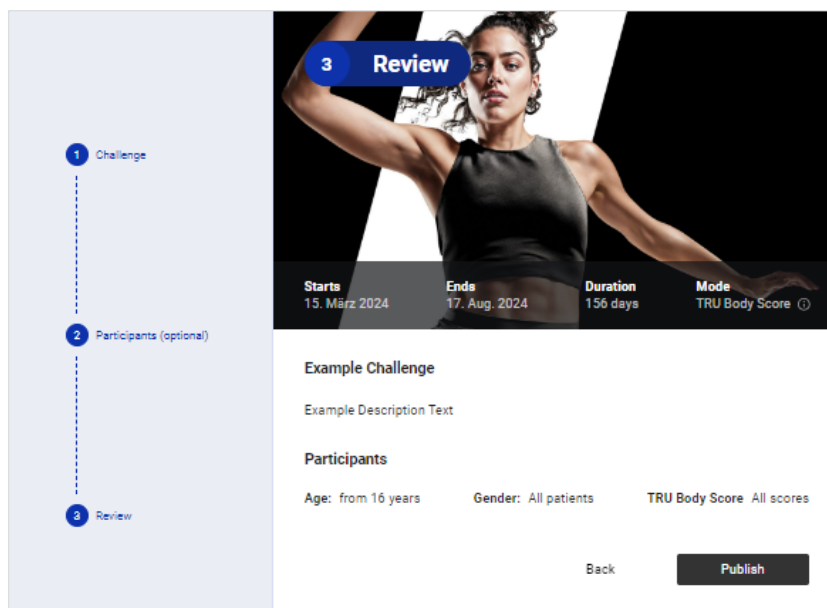 1 Challenge
2 Participants (optional)
3 Review
3 Review
Starts Ends Duration Mode
15. März 2024 17. Aug. 2024 156 days TRU Body Score
Example Challenge
Example Description Text
Participants
Age: from 16 years Gender: All patients TRU Body Score All scores
Back Publish